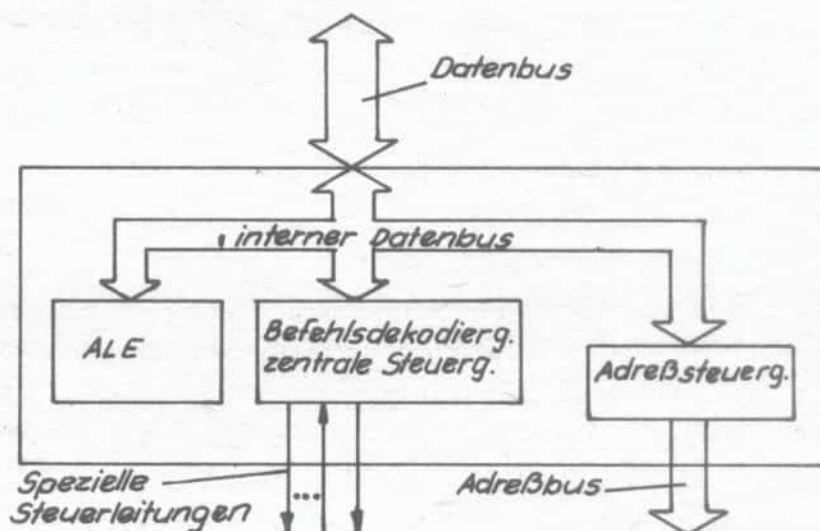 Datenbus
interner Datenbus
ALE
Befehlsdekodierg.
zentrale Steuerg.
Adreßsteuerg.
Spezielle
Steuerleitungen
...
Adreßbus